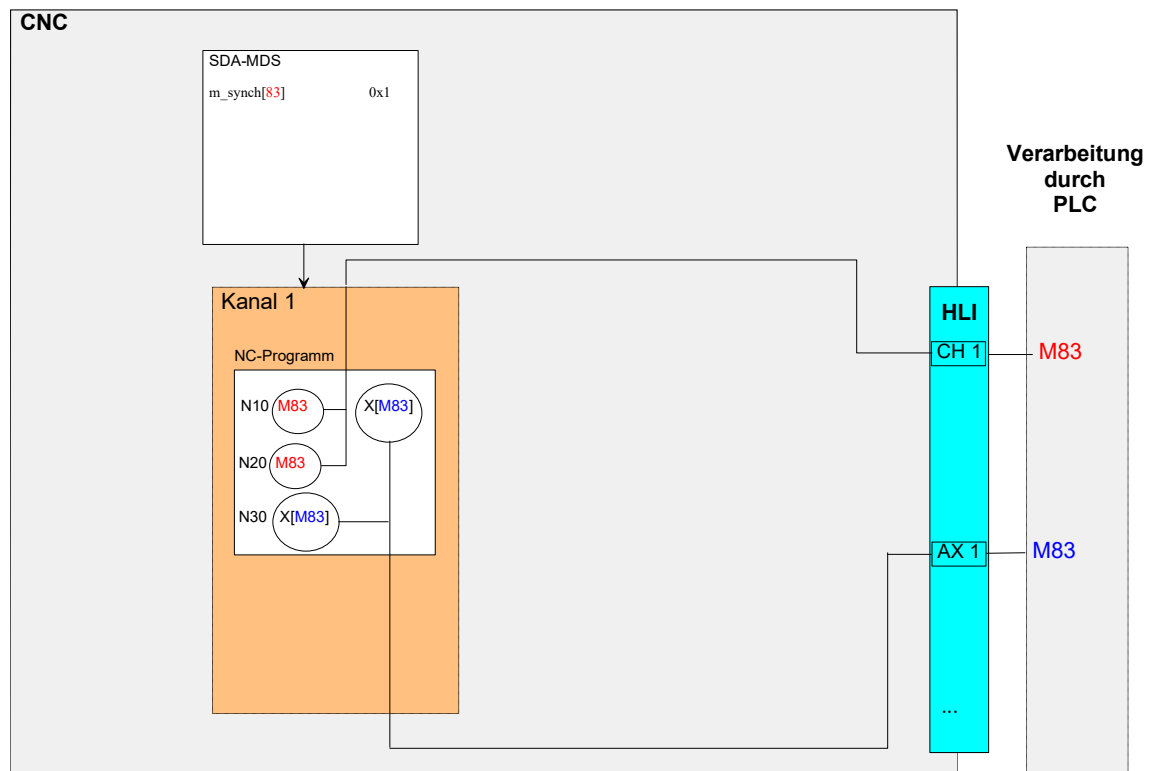 CNC
SDA-MDS
m_synch[83] 0x1
Verarbeitung
durch
PLC
Kanal 1
HLI
NC-Programm
CH 1
M83
N10 M83 X[M83]
N20 M83
N30 X[M83]
AX 1
M83
...